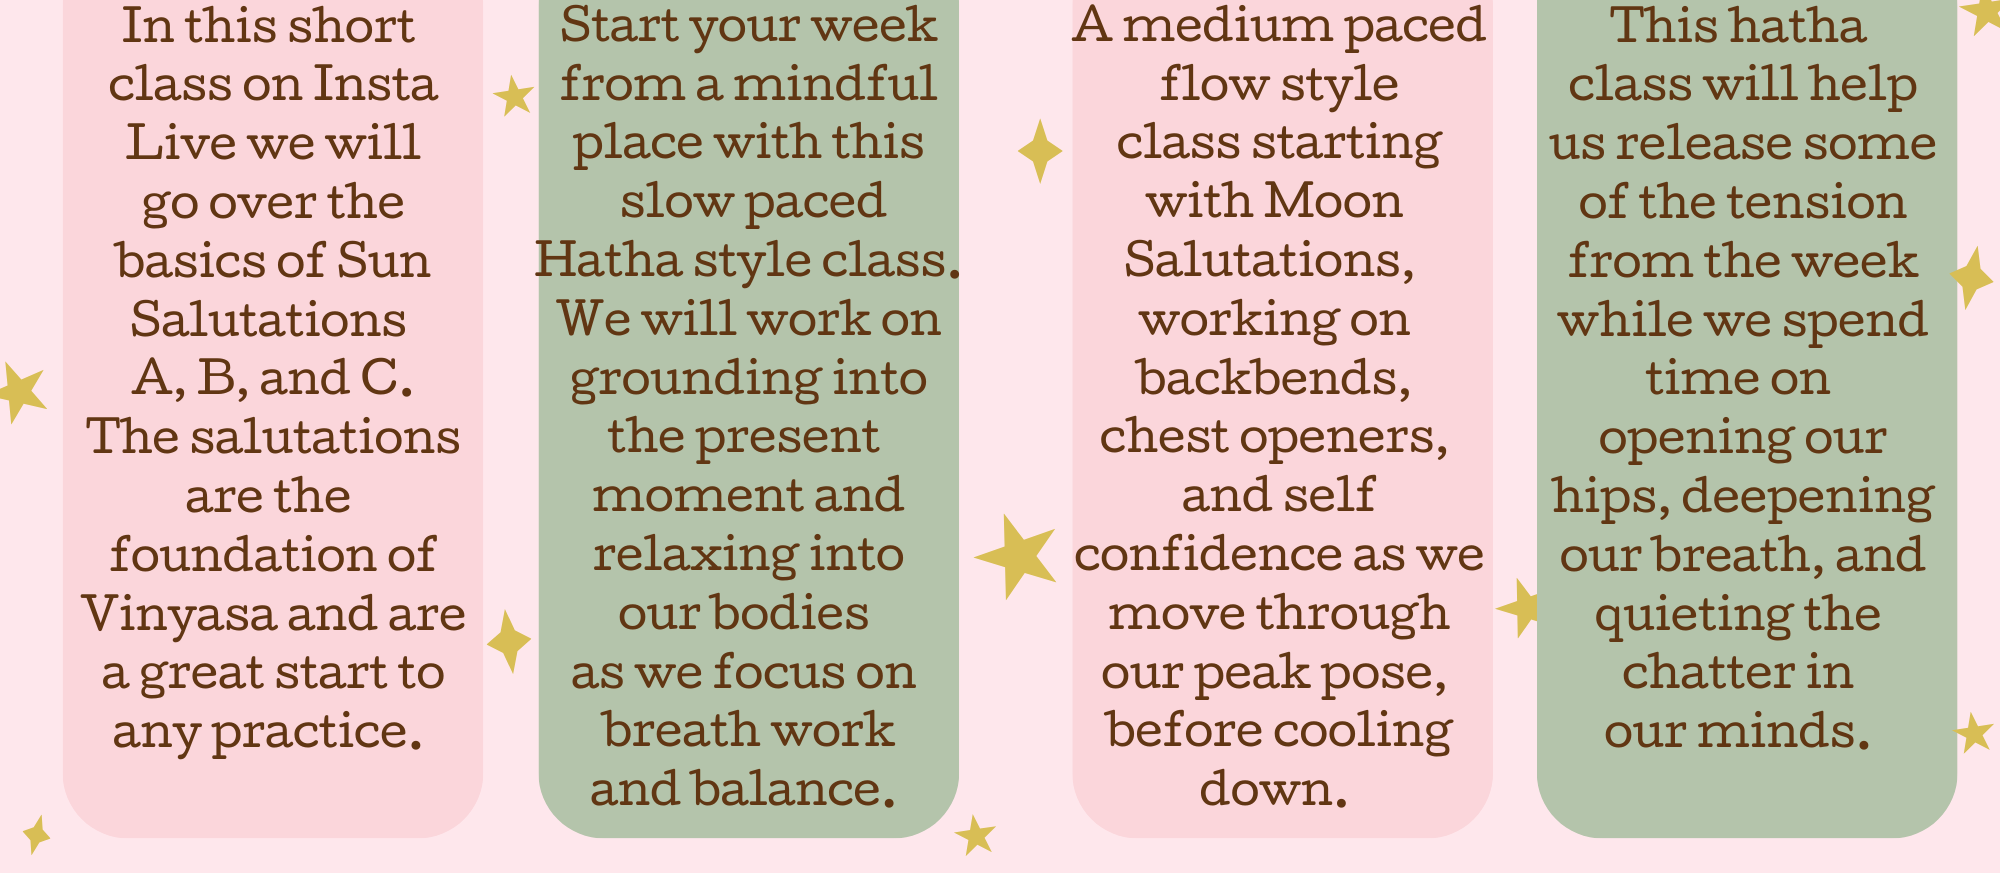 In this short
class on Insta
Live we will
go over the
basics of Sun
Salutations
A, B, and C.
The salutations
are the
foundation of
Vinyasa and are
a great start to
any practice.
Start your week
from a mindful
place with this
slow paced
Hatha style class.
We will work on
grounding into
the present
moment and
relaxing into
our bodies
as we focus on
breath work
and balance.
A medium paced
flow style
class starting
with Moon
Salutations,
working on
backbends,
chest openers,
and self
confidence as we
move through
our peak pose,
before cooling
down.
This hatha
class will help
us release some
of the tension
from the week
while we spend
time on
opening our
hips, deepening
our breath, and
quieting the
chatter in
our minds.